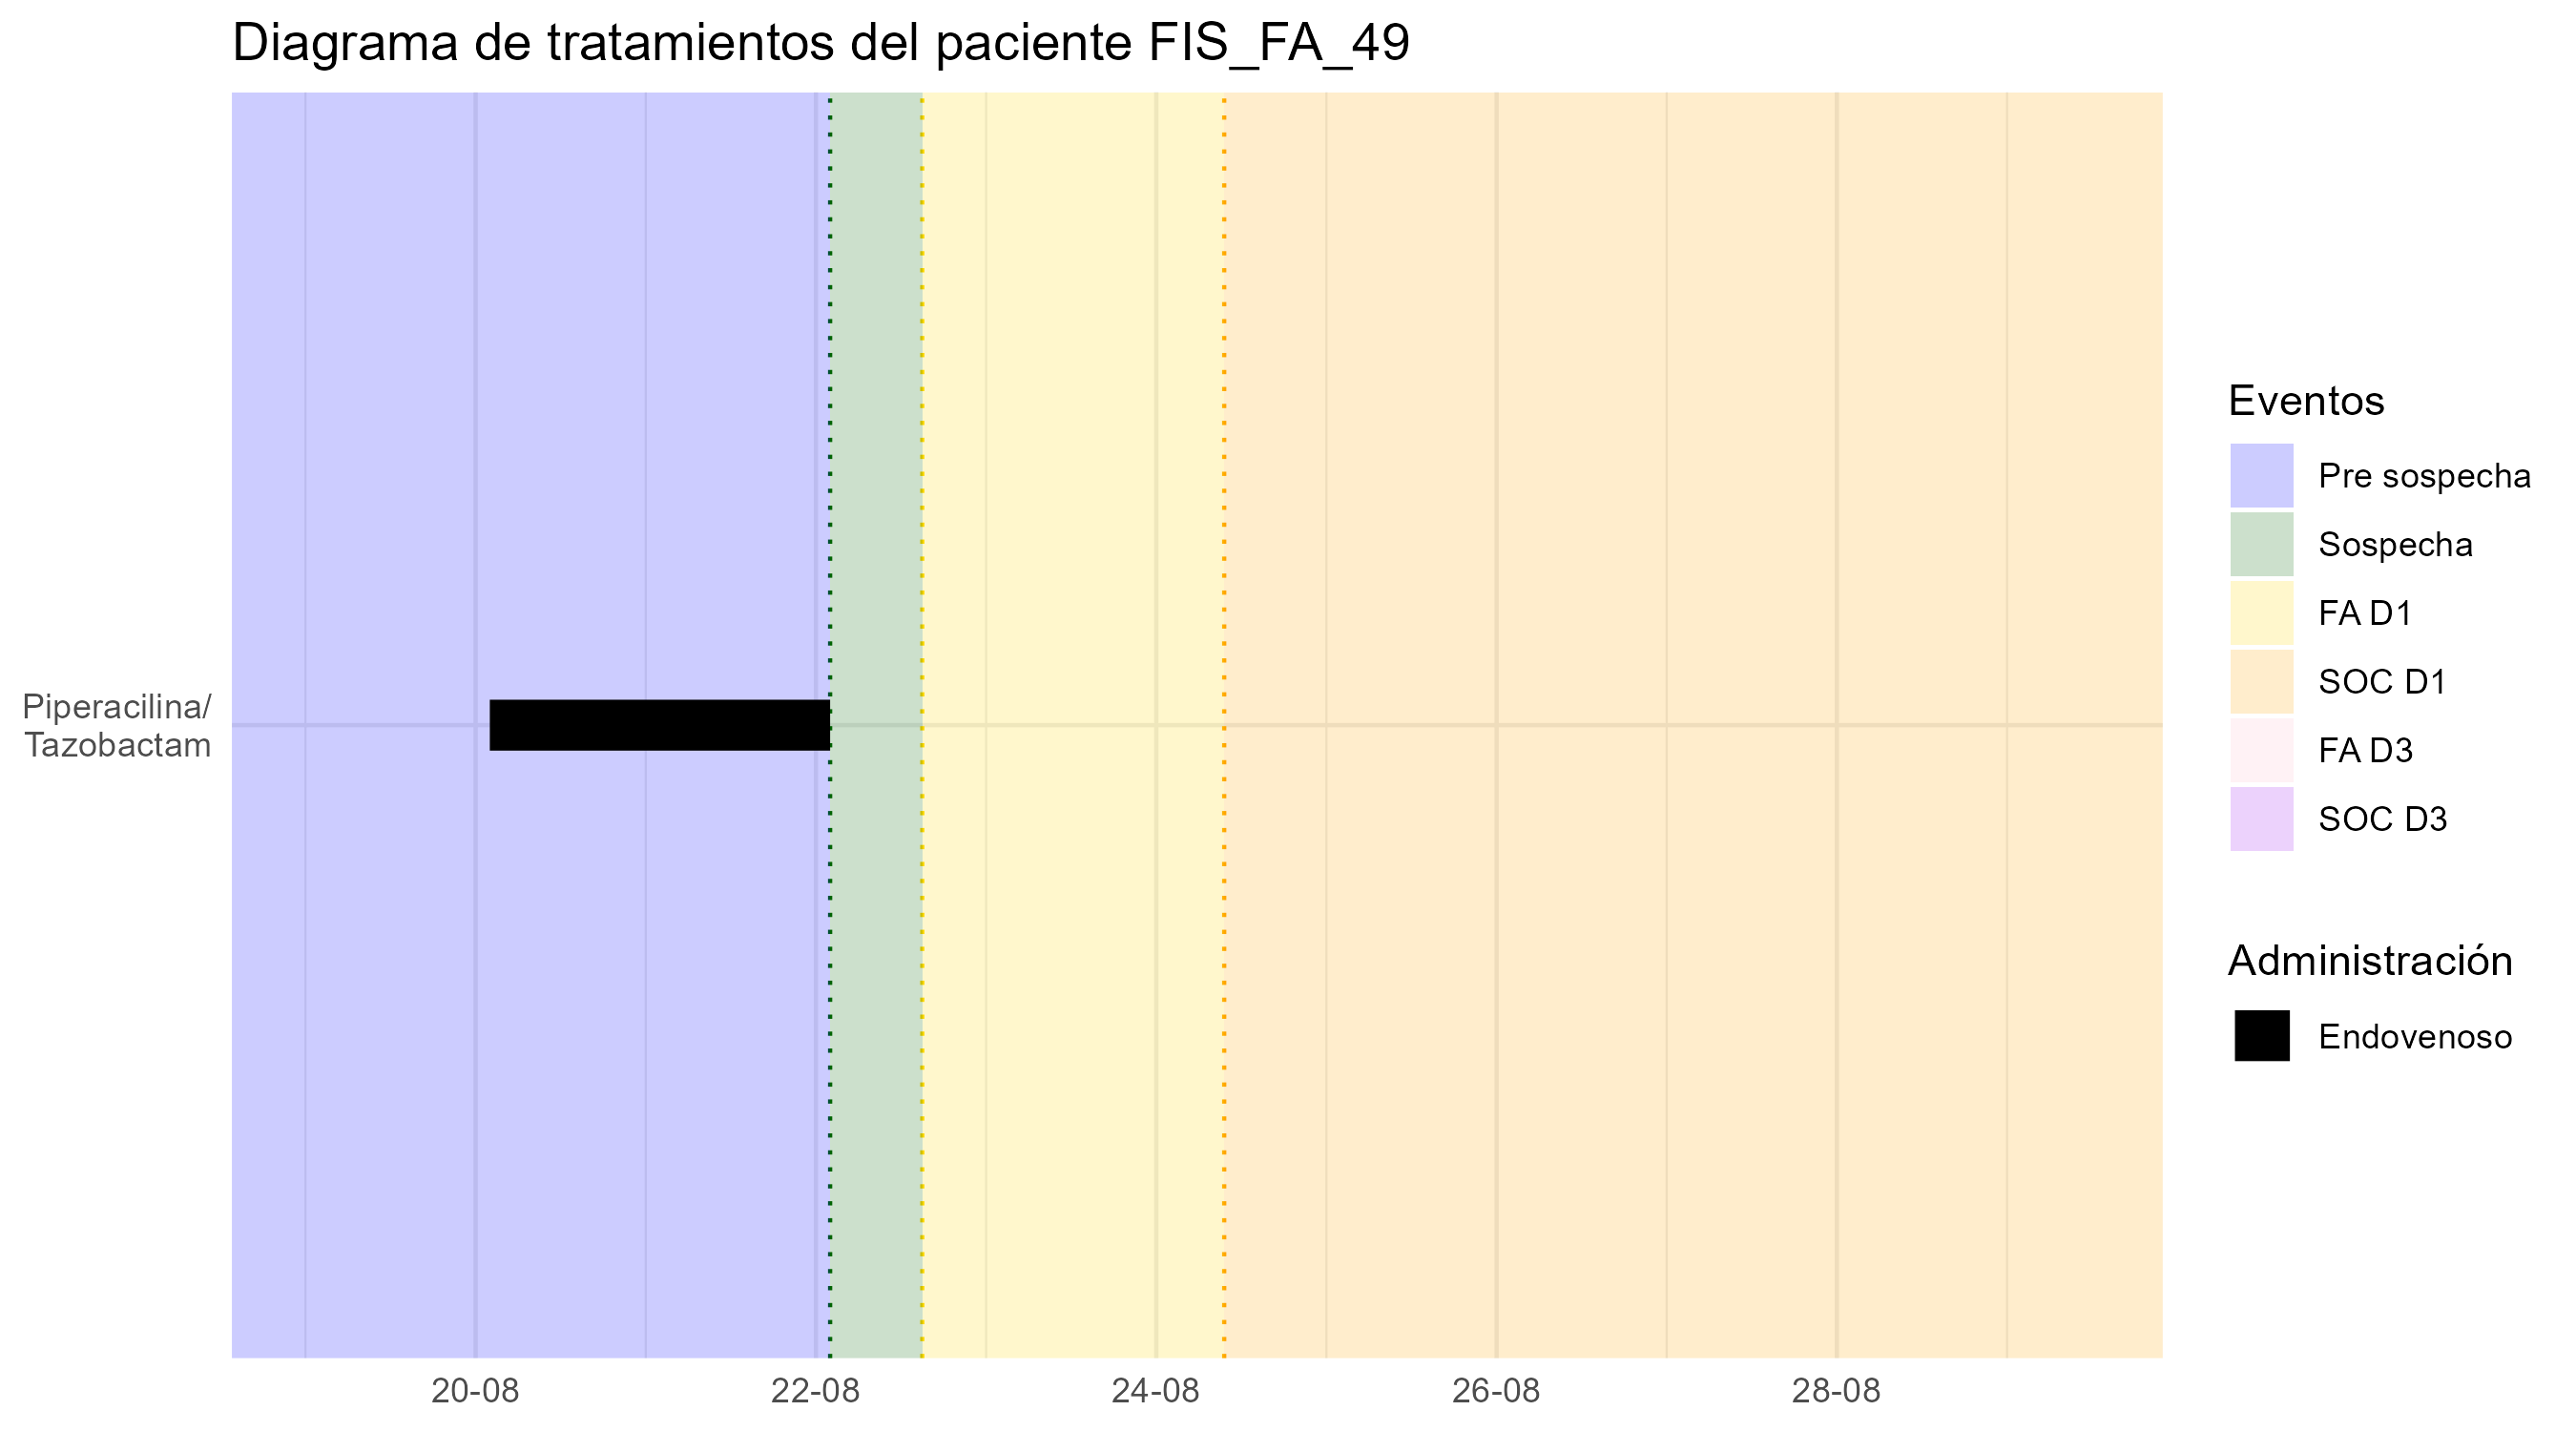 Diagrama de tratamientos del paciente FIS_FA_49
Piperacilina/
Tazobactam
20-08
22-08
24-08
26-08
28-08
Eventos
Pre sospecha
Sospecha
FA D1
SOC D1
FA D3
SOC D3
Administración
Endovenoso